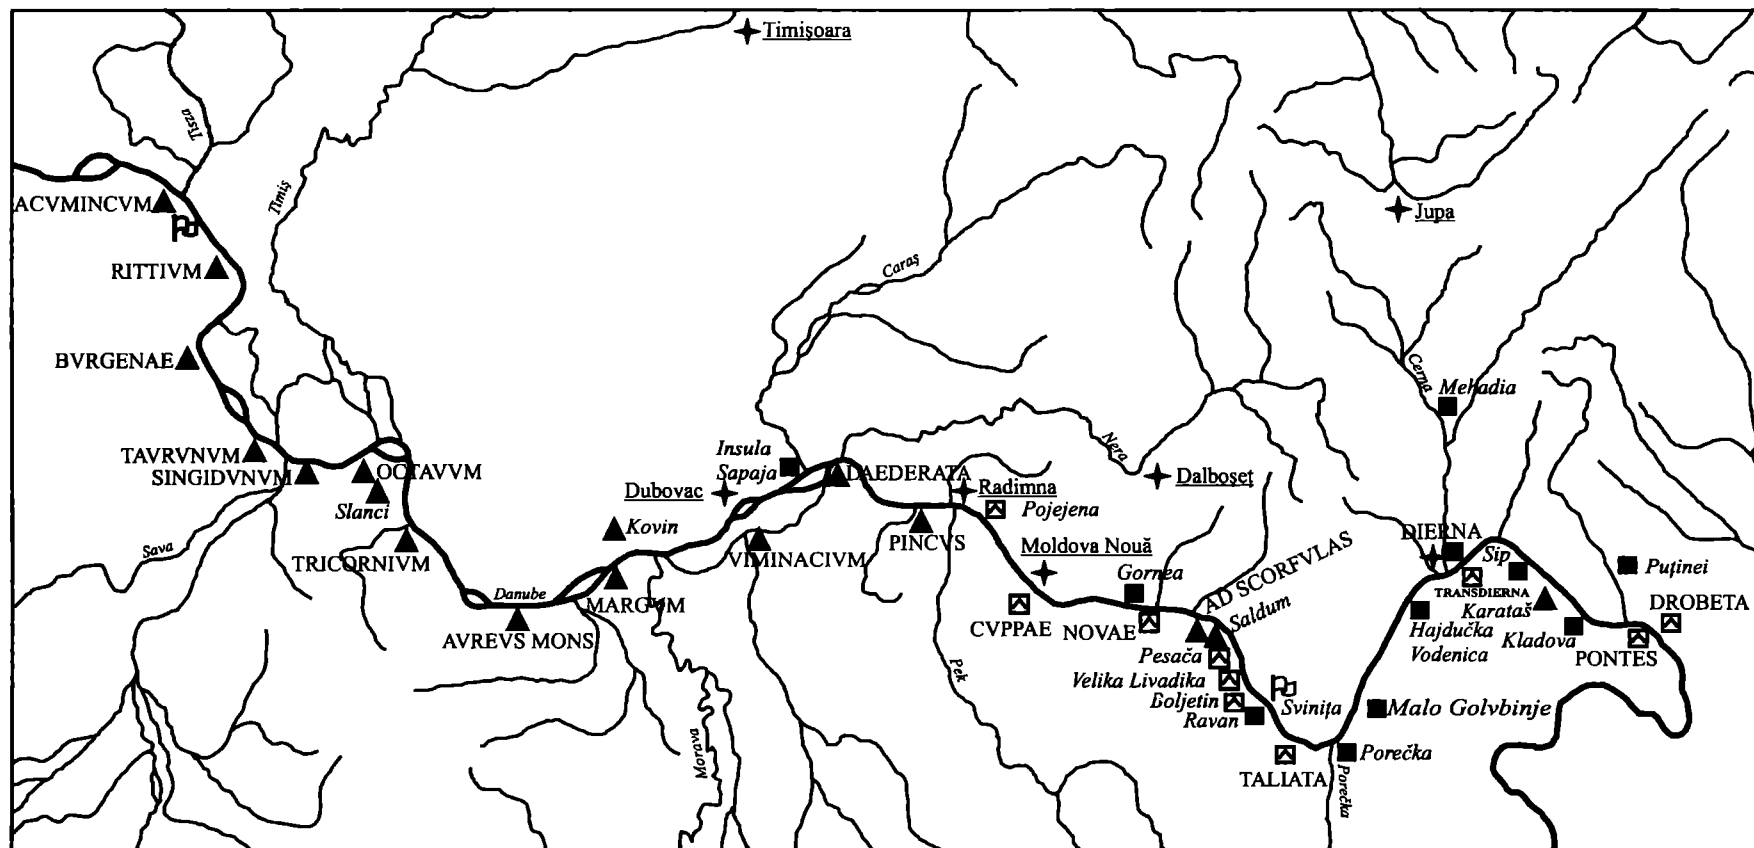 Timişoara
Tisza
Timiş
ACVMINCVM
Jupa
RITTIVM
Caraş
BVRGENAE
Cerna
Mehadia
TAVRVNVM
SINGIDVNVM
OCTAVVM
Slanci
Insula
Sapaja
LAEDERATA
Nera
Dubovac
Radimna
Dalboşeţ
Pojejena
Kovin
Sava
TRICORNIVM
VIMINACIVM
PINCVS
Moldova Nouă
DIERNA
Sip
Puţinei
Gornea
AD SCORFVLAS
Saldum
TRANSDIERNA
Karataš
DROBETA
Danube
MARGVM
AVREVS MONS
CVPPAE
NOVAE
Hajdučka
Vodenica
Kladova
PONTES
Pesača
Pek
Velika Livadika
Boljetin
Ravan
Sviniţa
Malo Golvbinje
Morava
TALIATA
Porečka
Porečka